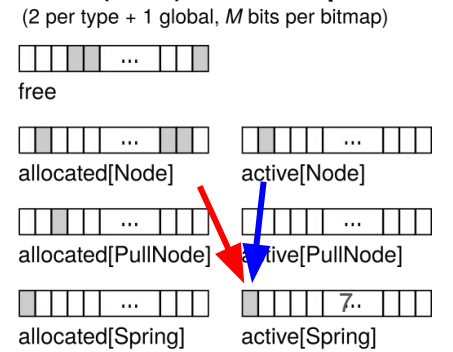 (2 per type + 1 global, M bits per bitmap)
...
free
... ...
allocated[Node] active[Node]
... ...
allocated[PullNode] active[PullNode]
... 7..
allocated[Spring] active[Spring]